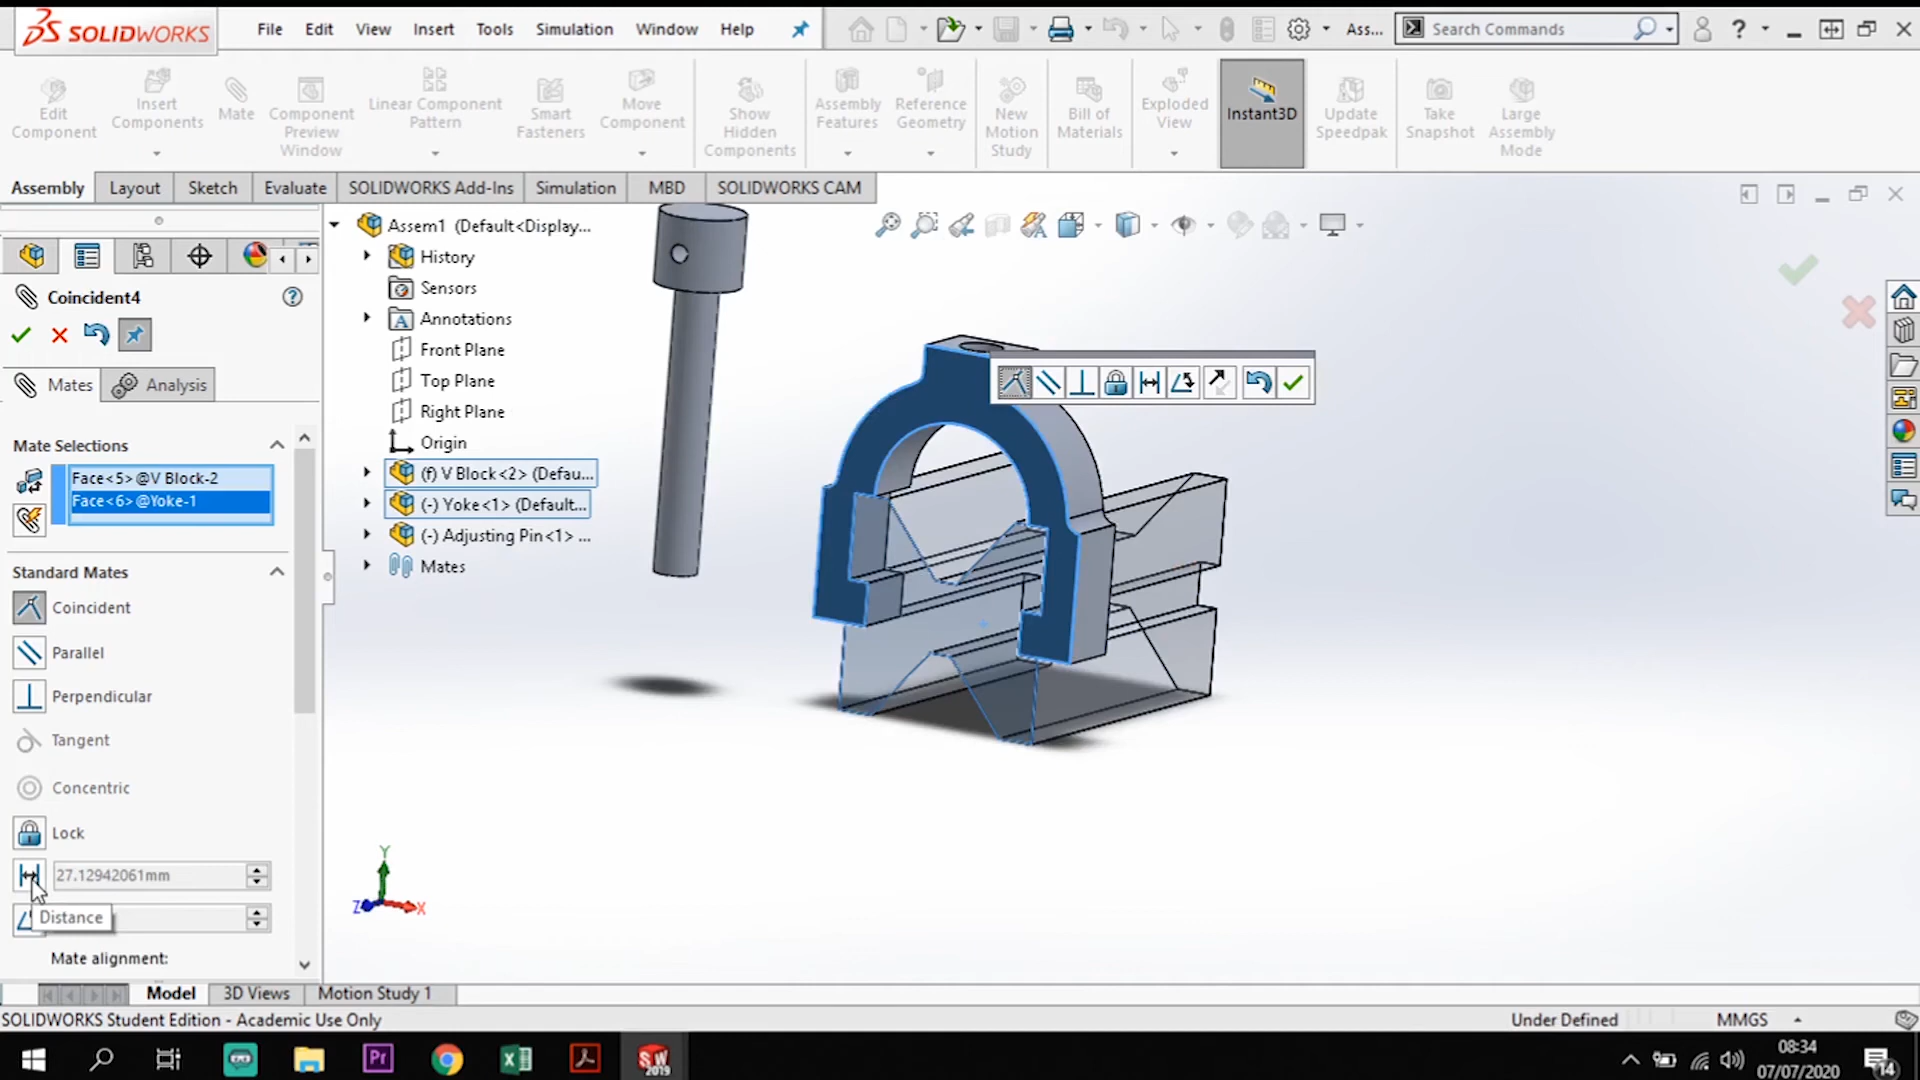 SOLIDWORKS
File Edit View Insert Tools Simulation Window Help
Ass...
Search Commands
?
Edit Component
Insert Components
Mate
Component Preview Window
Linear Component Pattern
Smart Fasteners
Move Component
Show Hidden Components
Assembly Features
Reference Geometry
New Motion Study
Bill of Materials
Exploded View
Instant3D
Update Speedpak
Take Snapshot
Large Assembly Mode
Assembly Layout Sketch Evaluate SOLIDWORKS Add-Ins Simulation MBD SOLIDWORKS CAM
Assem1 (Default<Display...
History
Sensors
Annotations
Front Plane
Top Plane
Right Plane
Origin
(f) V Block<2> (Defau...
(-) Yoke<1> (Default...
(-) Adjusting Pin<1> ...
Mates
Coincident4
Mates
Analysis
Mate Selections
Face<5>@V Block-2
Face<6>@Yoke-1
Standard Mates
Coincident
Parallel
Perpendicular
Tangent
Concentric
Lock
27.12942061mm
Distance
Mate alignment:
Y
Z
X
Model 3D Views Motion Study 1
SOLIDWORKS Student Edition - Academic Use Only
Under Defined
MMGS
Pr
SW 2019
08:34
07/07/2020
14